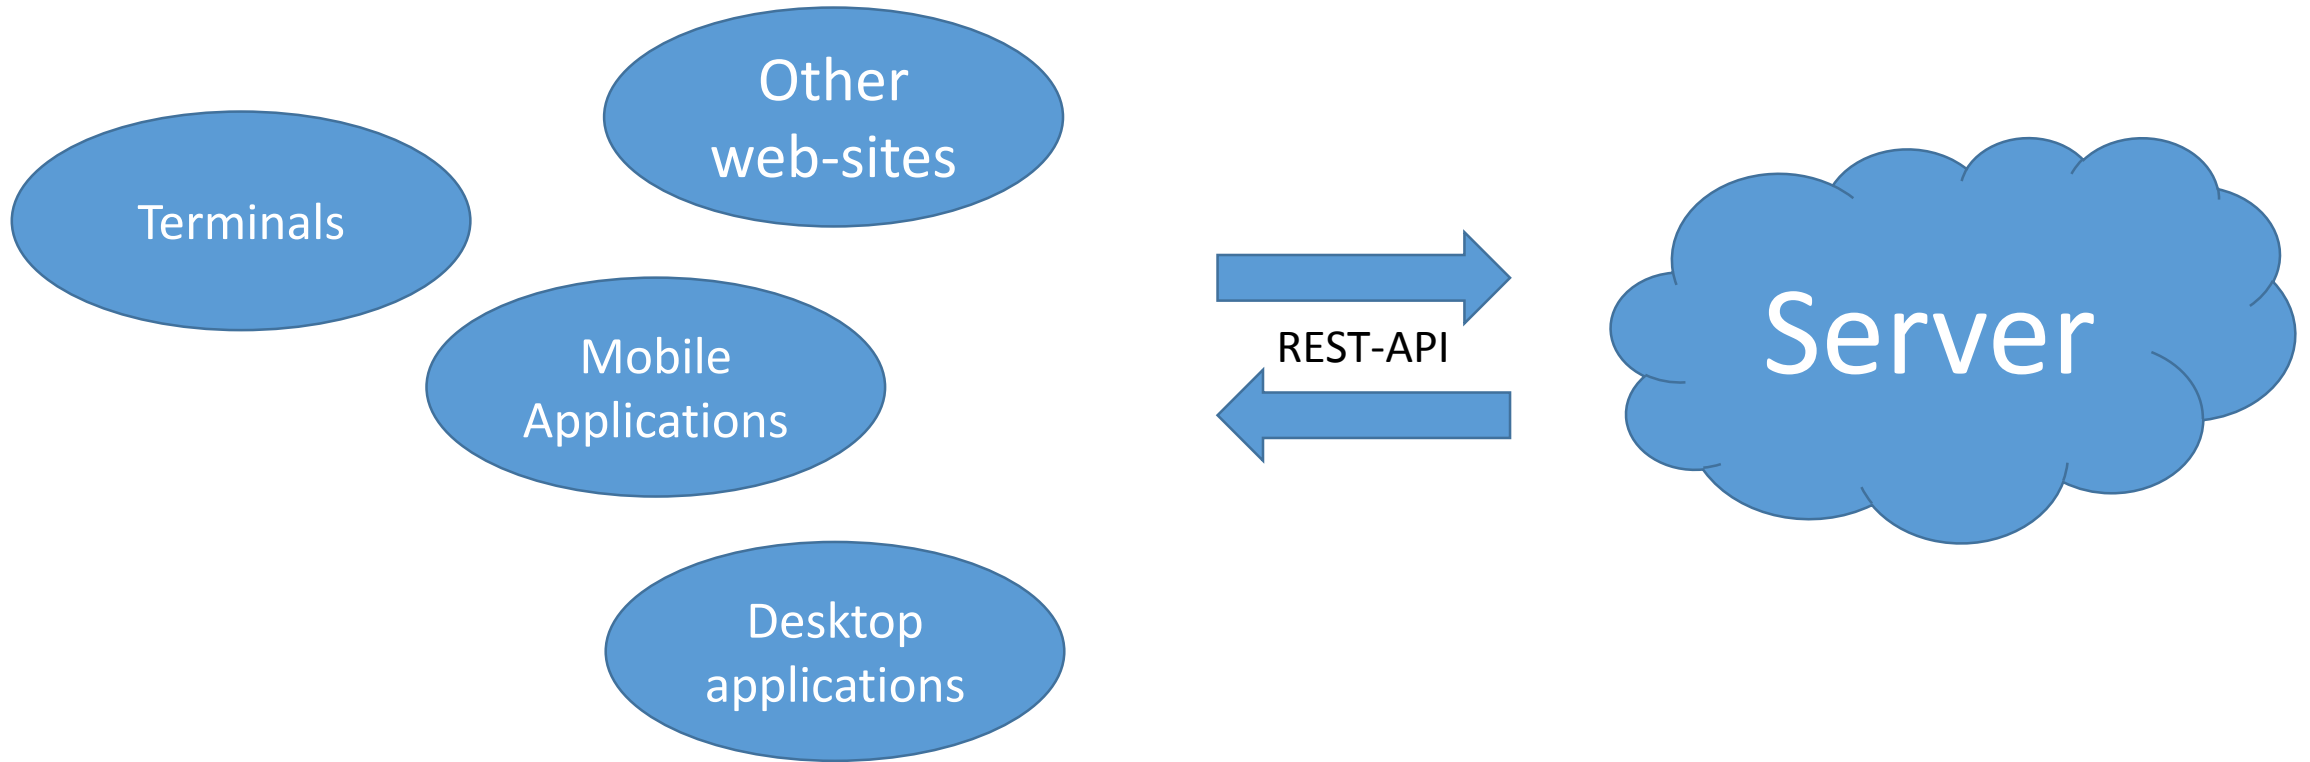 Other
web-sites
Terminals
Mobile
Applications
Desktop
applications
REST-API
Server